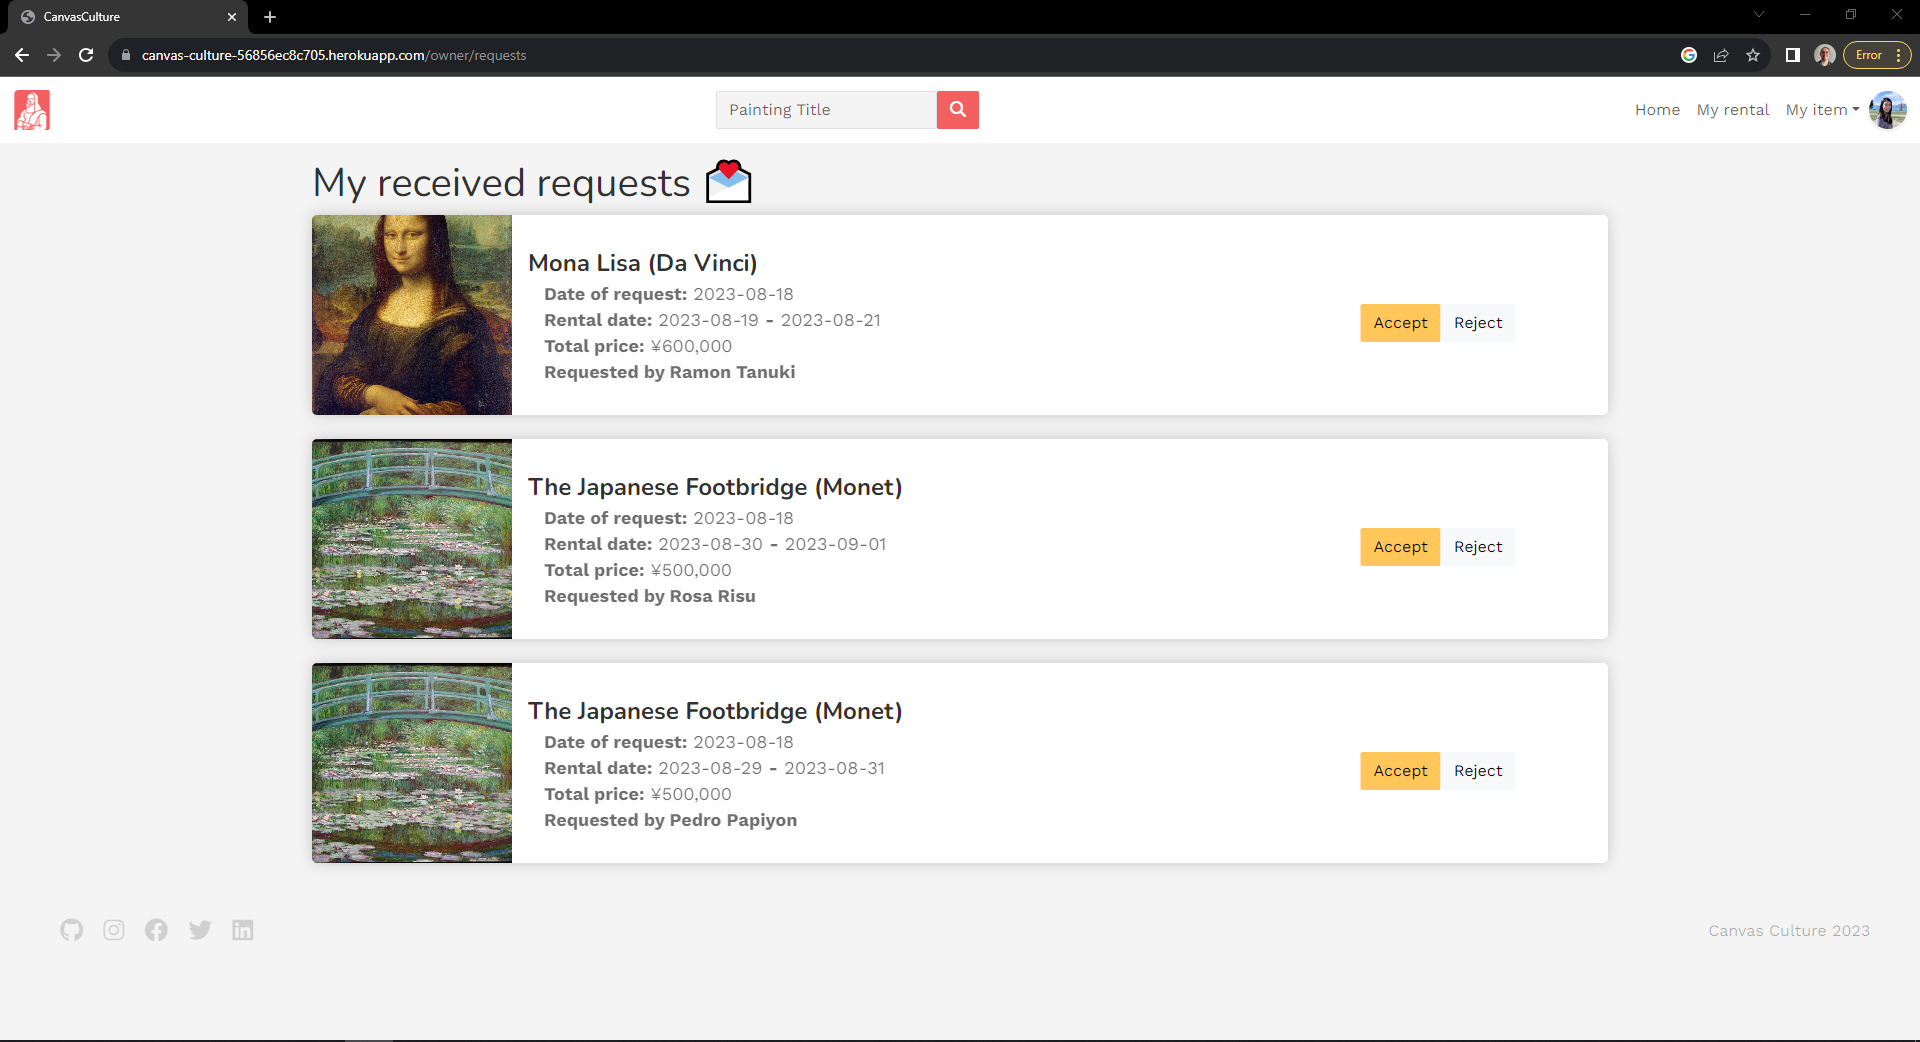 CanvasCulture
canvas-culture-56856ec8c705.herokuapp.com/owner/requests
Error
Painting Title
Home
My rental
My item
My received requests
Mona Lisa (Da Vinci)
Date of request: 2023-08-18
Rental date: 2023-08-19 - 2023-08-21
Total price: ¥600,000
Requested by Ramon Tanuki
Accept
Reject
The Japanese Footbridge (Monet)
Date of request: 2023-08-18
Rental date: 2023-08-30 - 2023-09-01
Total price: ¥500,000
Requested by Rosa Risu
Accept
Reject
The Japanese Footbridge (Monet)
Date of request: 2023-08-18
Rental date: 2023-08-29 - 2023-08-31
Total price: ¥500,000
Requested by Pedro Papiyon
Accept
Reject
Canvas Culture 2023